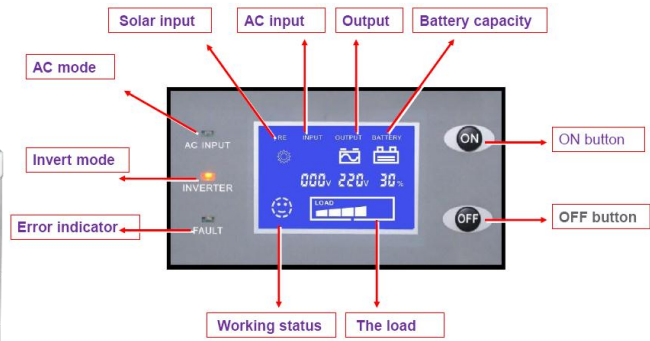 Solar input
AC input
Output
Battery capacity
AC mode
Invert mode
Error indicator
AC INPUT
INVERTER
FAULT
RE INPUT OUTPUT BATTERY
000V 220V 30%
LOAD
ON
OFF
ON button
OFF button
Working status
The load